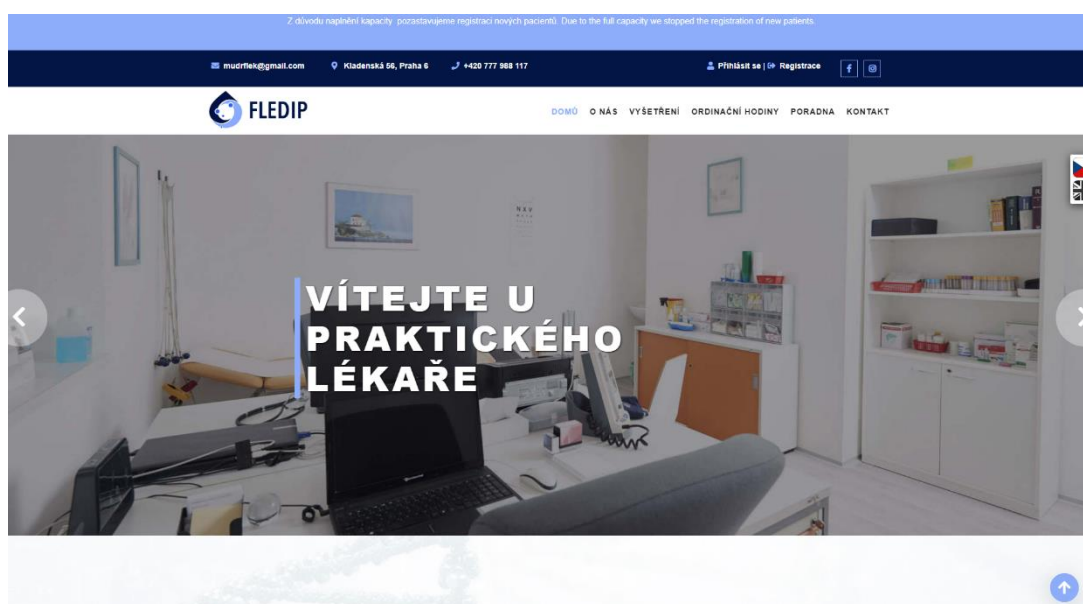 Z důvodu naplnění kapacity pozastavujeme registraci nových pacientů. Due to the full capacity we stopped the registration of new patients.
mudrflek@gmail.com Kladenská 56, Praha 6 +420 777 988 117 Přihlásit se | Registrace
FLEDIP DOMŮ O NÁS VYŠETŘENÍ ORDINAČNÍ HODINY PORADNA KONTAKT
VÍTEJTE U
PRAKTICKÉHO
LÉKAŘE